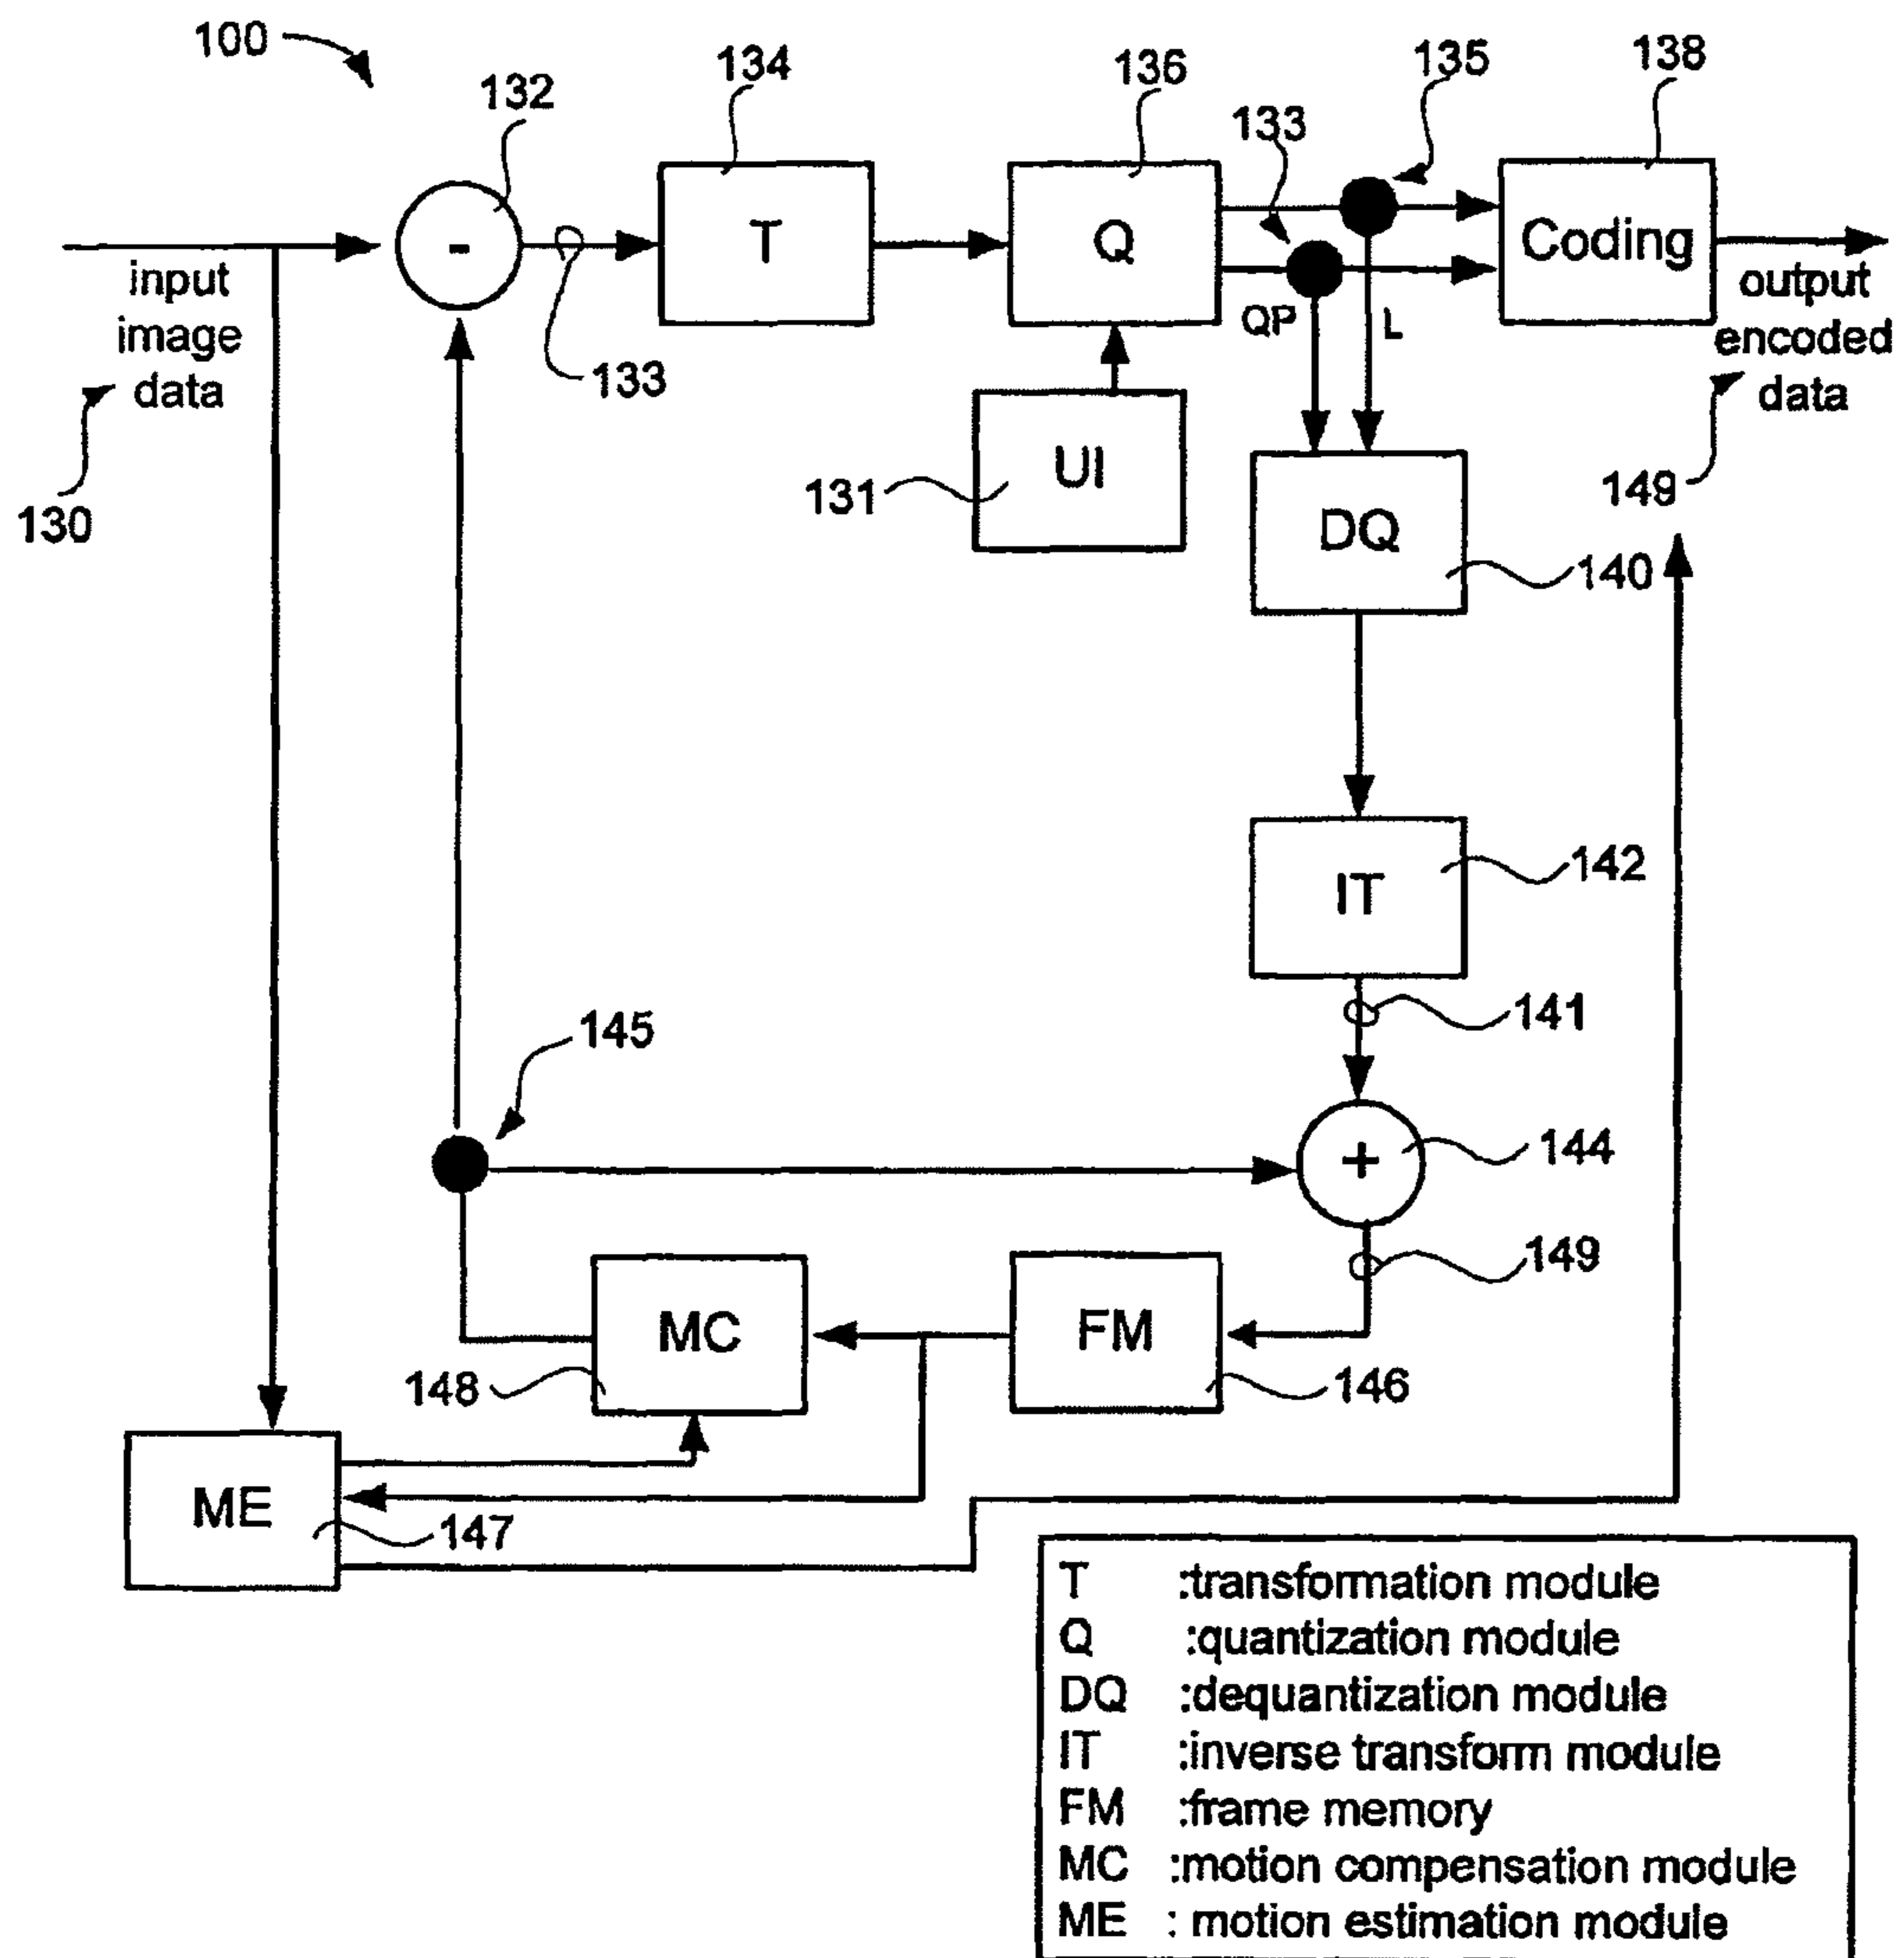 100
132
134
136
133
135
138
-
T
Q
Coding
input
image
data
130
133
QP
L
output
encoded
data
149
UI
131
DQ
140
IT
142
141
145
+
144
149
MC
148
FM
146
ME
147
T :transformation module
Q :quantization module
DQ :dequantization module
IT :inverse transform module
FM :frame memory
MC :motion compensation module
ME : motion estimation module